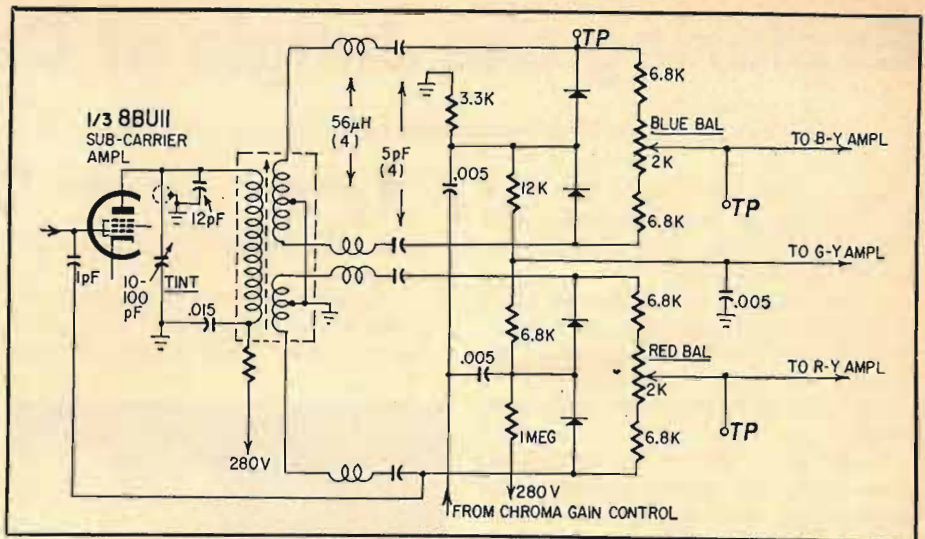 TP
6.8K
3.3K
1/3 8BU11
SUB-CARRIER
AMPL
56µH
(4)
5pF
(4)
BLUE BAL
2K
TO B-Y AMPL
.005
12K
12pF
6.8K
TP
TO G-Y AMPL
1pF
10-
100
pF
TINT
.015
6.8K
.005
6.8K
RED BAL
.005
TO R-Y AMPL
2K
1MEG
6.8K
TP
280V
280V
FROM CHROMA GAIN CONTROL